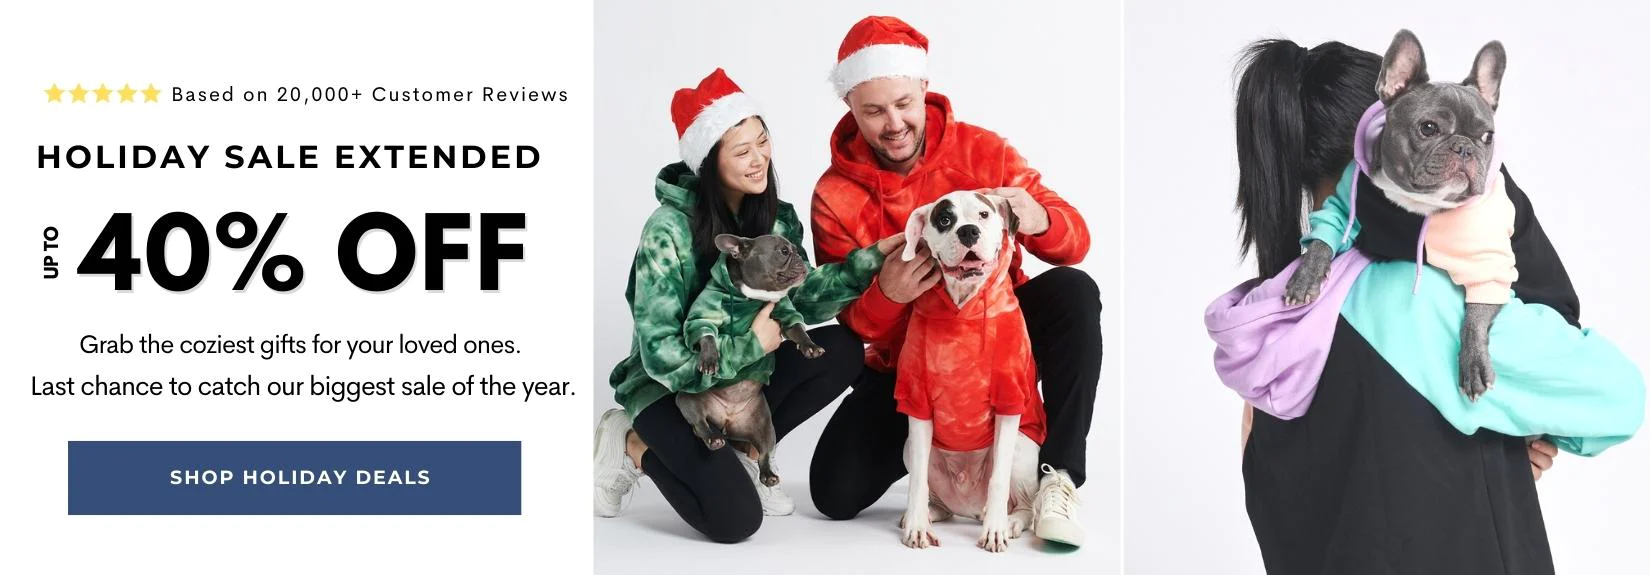 Based on 20,000+ Customer Reviews
HOLIDAY SALE EXTENDED
UP TO
40% OFF
Grab the coziest gifts for your loved ones.
Last chance to catch our biggest sale of the year.
SHOP HOLIDAY DEALS